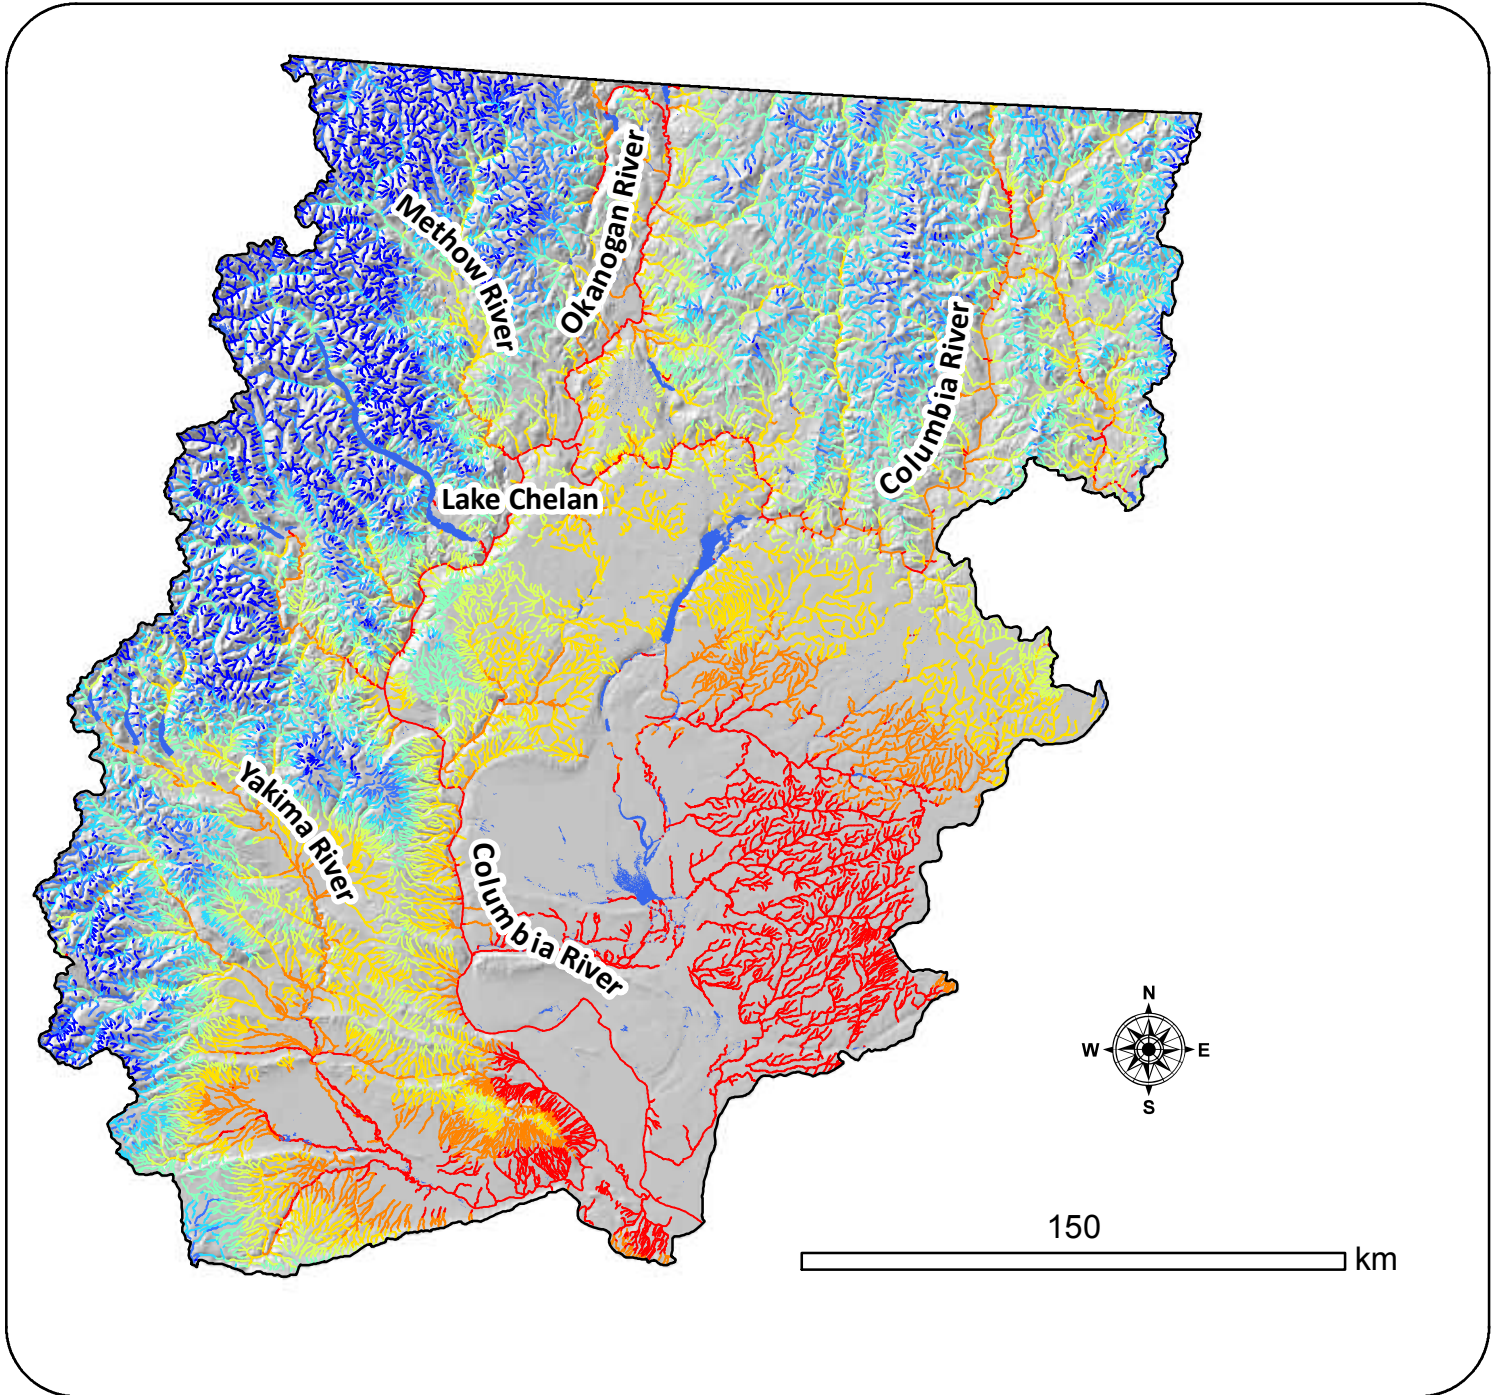 Okanogan River
Methow River
Columbia River
Lake Chelan
Yakima River
Columbia River
N
W
E
S
150
km